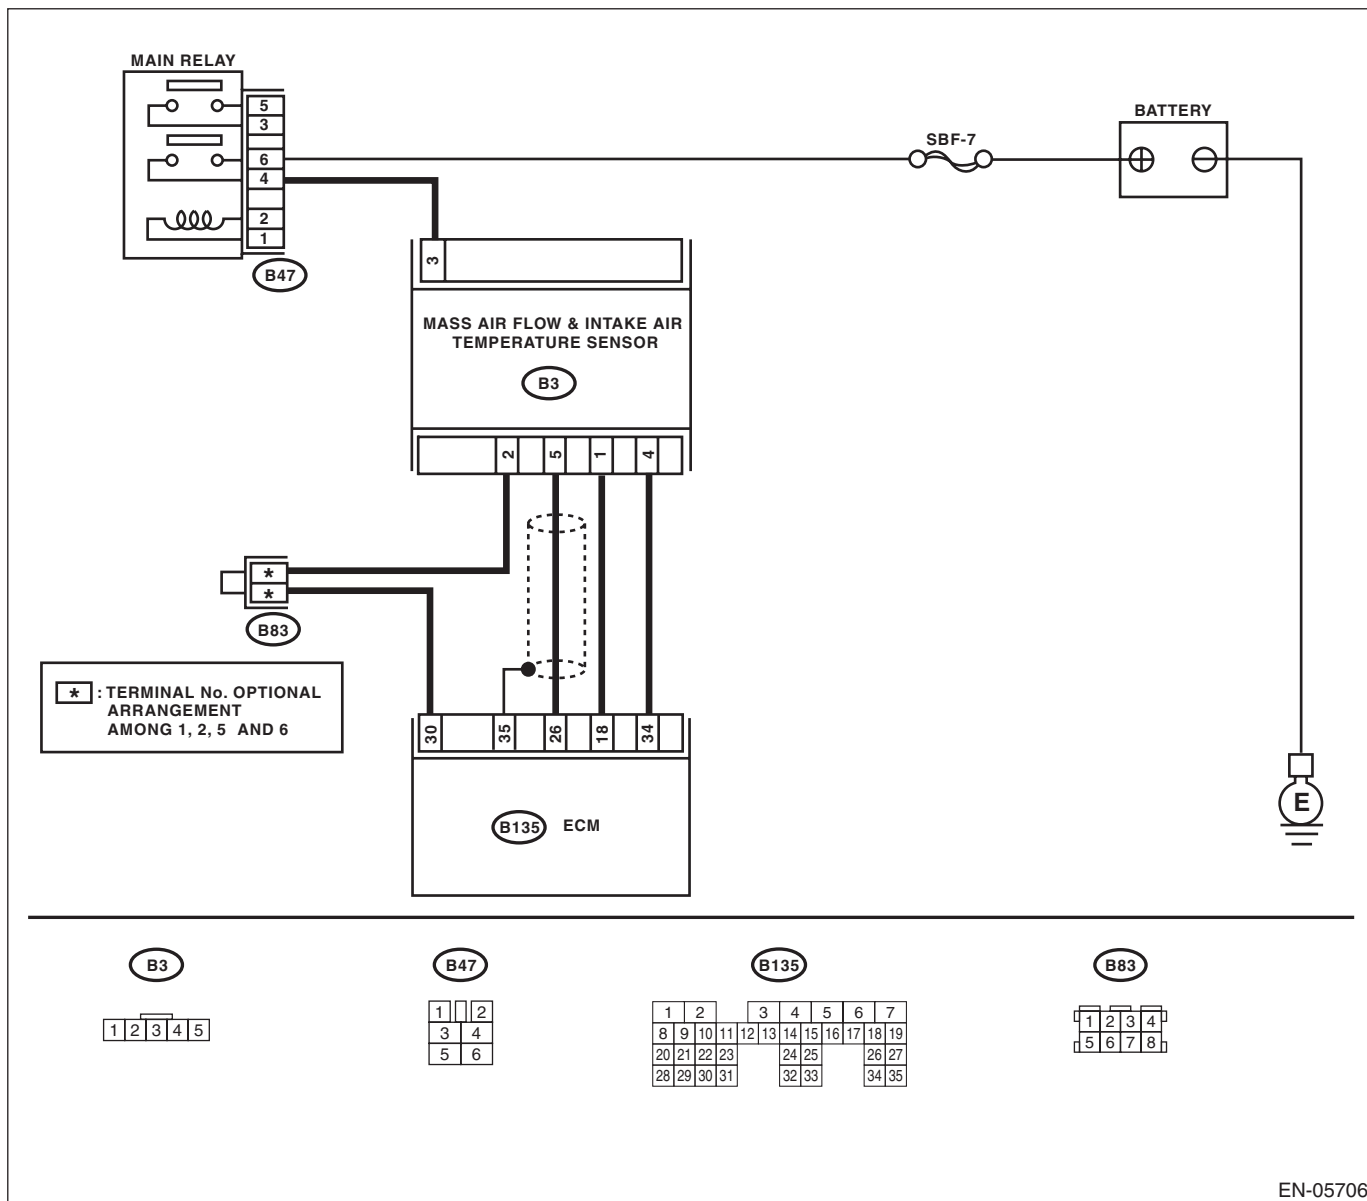 MAIN RELAY
5
3
6
4
2
1
B47
SBF-7
BATTERY
3
MASS AIR FLOW & INTAKE AIR
TEMPERATURE SENSOR
B3
2 5 1 4
*
*
B83
* : TERMINAL No. OPTIONAL
ARRANGEMENT
AMONG 1, 2, 5 AND 6
30 35 26 18 34
B135 ECM
E
B3
1 2 3 4 5
B47
1 2
3 4
5 6
B135
1 2 3 4 5 6 7
8 9 10 11 12 13 14 15 16 17 18 19
20 21 22 23 24 25 26 27
28 29 30 31 32 33 34 35
B83
1 2 3 4
5 6 7 8
EN-05706